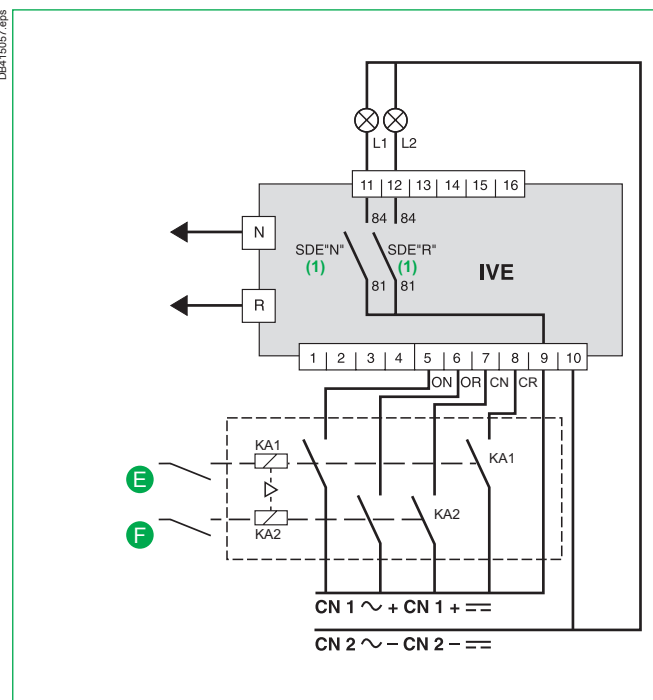 DB415057.eps
L1 L2
11 12 13 14 15 16
84 84
N
SDE"N" SDE"R"
(1) (1)
IVE
81 81
R
1 2 3 4 5 6 7 8 9 10
ON OR CN CR
KA1 KA1
E
KA2
F
KA2
CN 1 ∼ + CN 1 + ⎓
CN 2 ∼ – CN 2 – ⎓